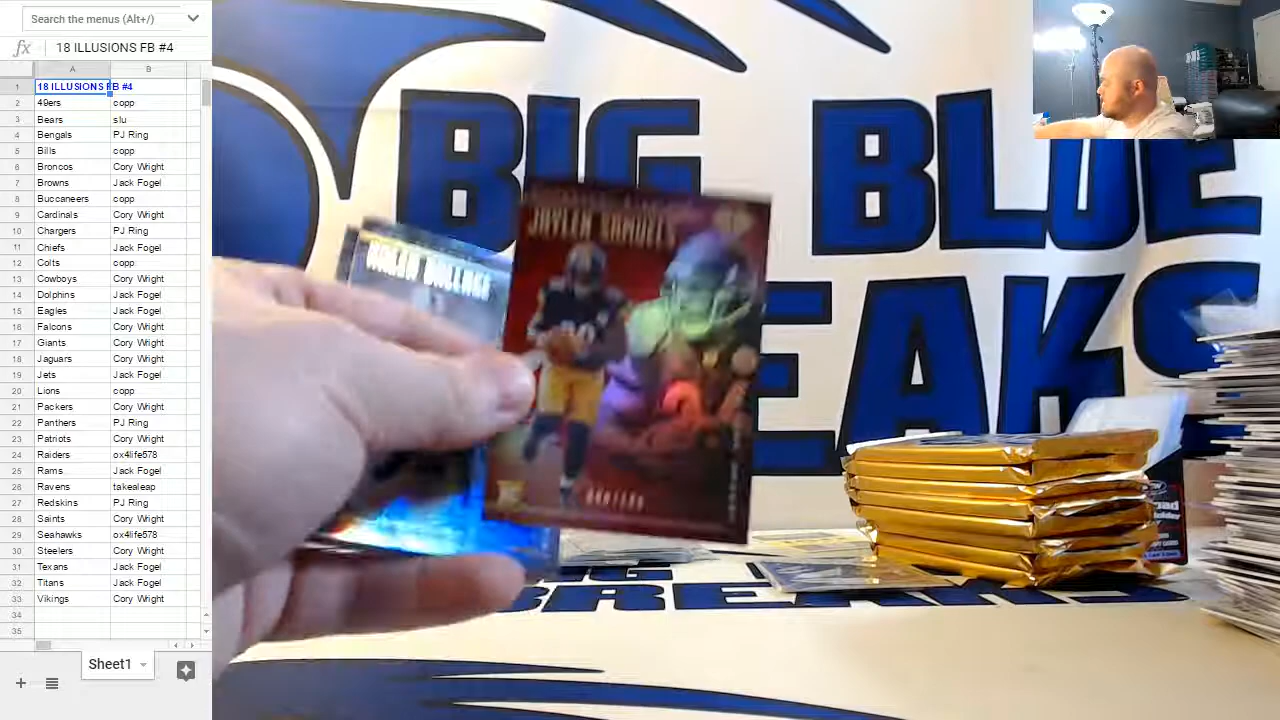 Search the menus (Alt+/)
fx 18 ILLUSIONS FB #4
A B
1 18 ILLUSIONS FB #4
2 49ers copp
3 Bears slu
4 Bengals PJ Ring
5 Bills copp
6 Broncos Cory Wright
7 Browns Jack Fogel
8 Buccaneers copp
9 Cardinals Cory Wright
10 Chargers PJ Ring
11 Chiefs Jack Fogel
12 Colts copp
13 Cowboys Cory Wright
14 Dolphins Jack Fogel
15 Eagles Jack Fogel
16 Falcons Cory Wright
17 Giants Cory Wright
18 Jaguars Cory Wright
19 Jets Jack Fogel
20 Lions copp
21 Packers Cory Wright
22 Panthers PJ Ring
23 Patriots Cory Wright
24 Raiders ox4life578
25 Rams Jack Fogel
26 Ravens takealeap
27 Redskins PJ Ring
28 Saints Cory Wright
29 Seahawks ox4life578
30 Steelers Cory Wright
31 Texans Jack Fogel
32 Titans Jack Fogel
33 Vikings Cory Wright
34
35
Sheet1
BIG BLUE
BREAKS
JAYLEN SAMUELS
KALEN BALLAGE
RC
BIG
BREAKS